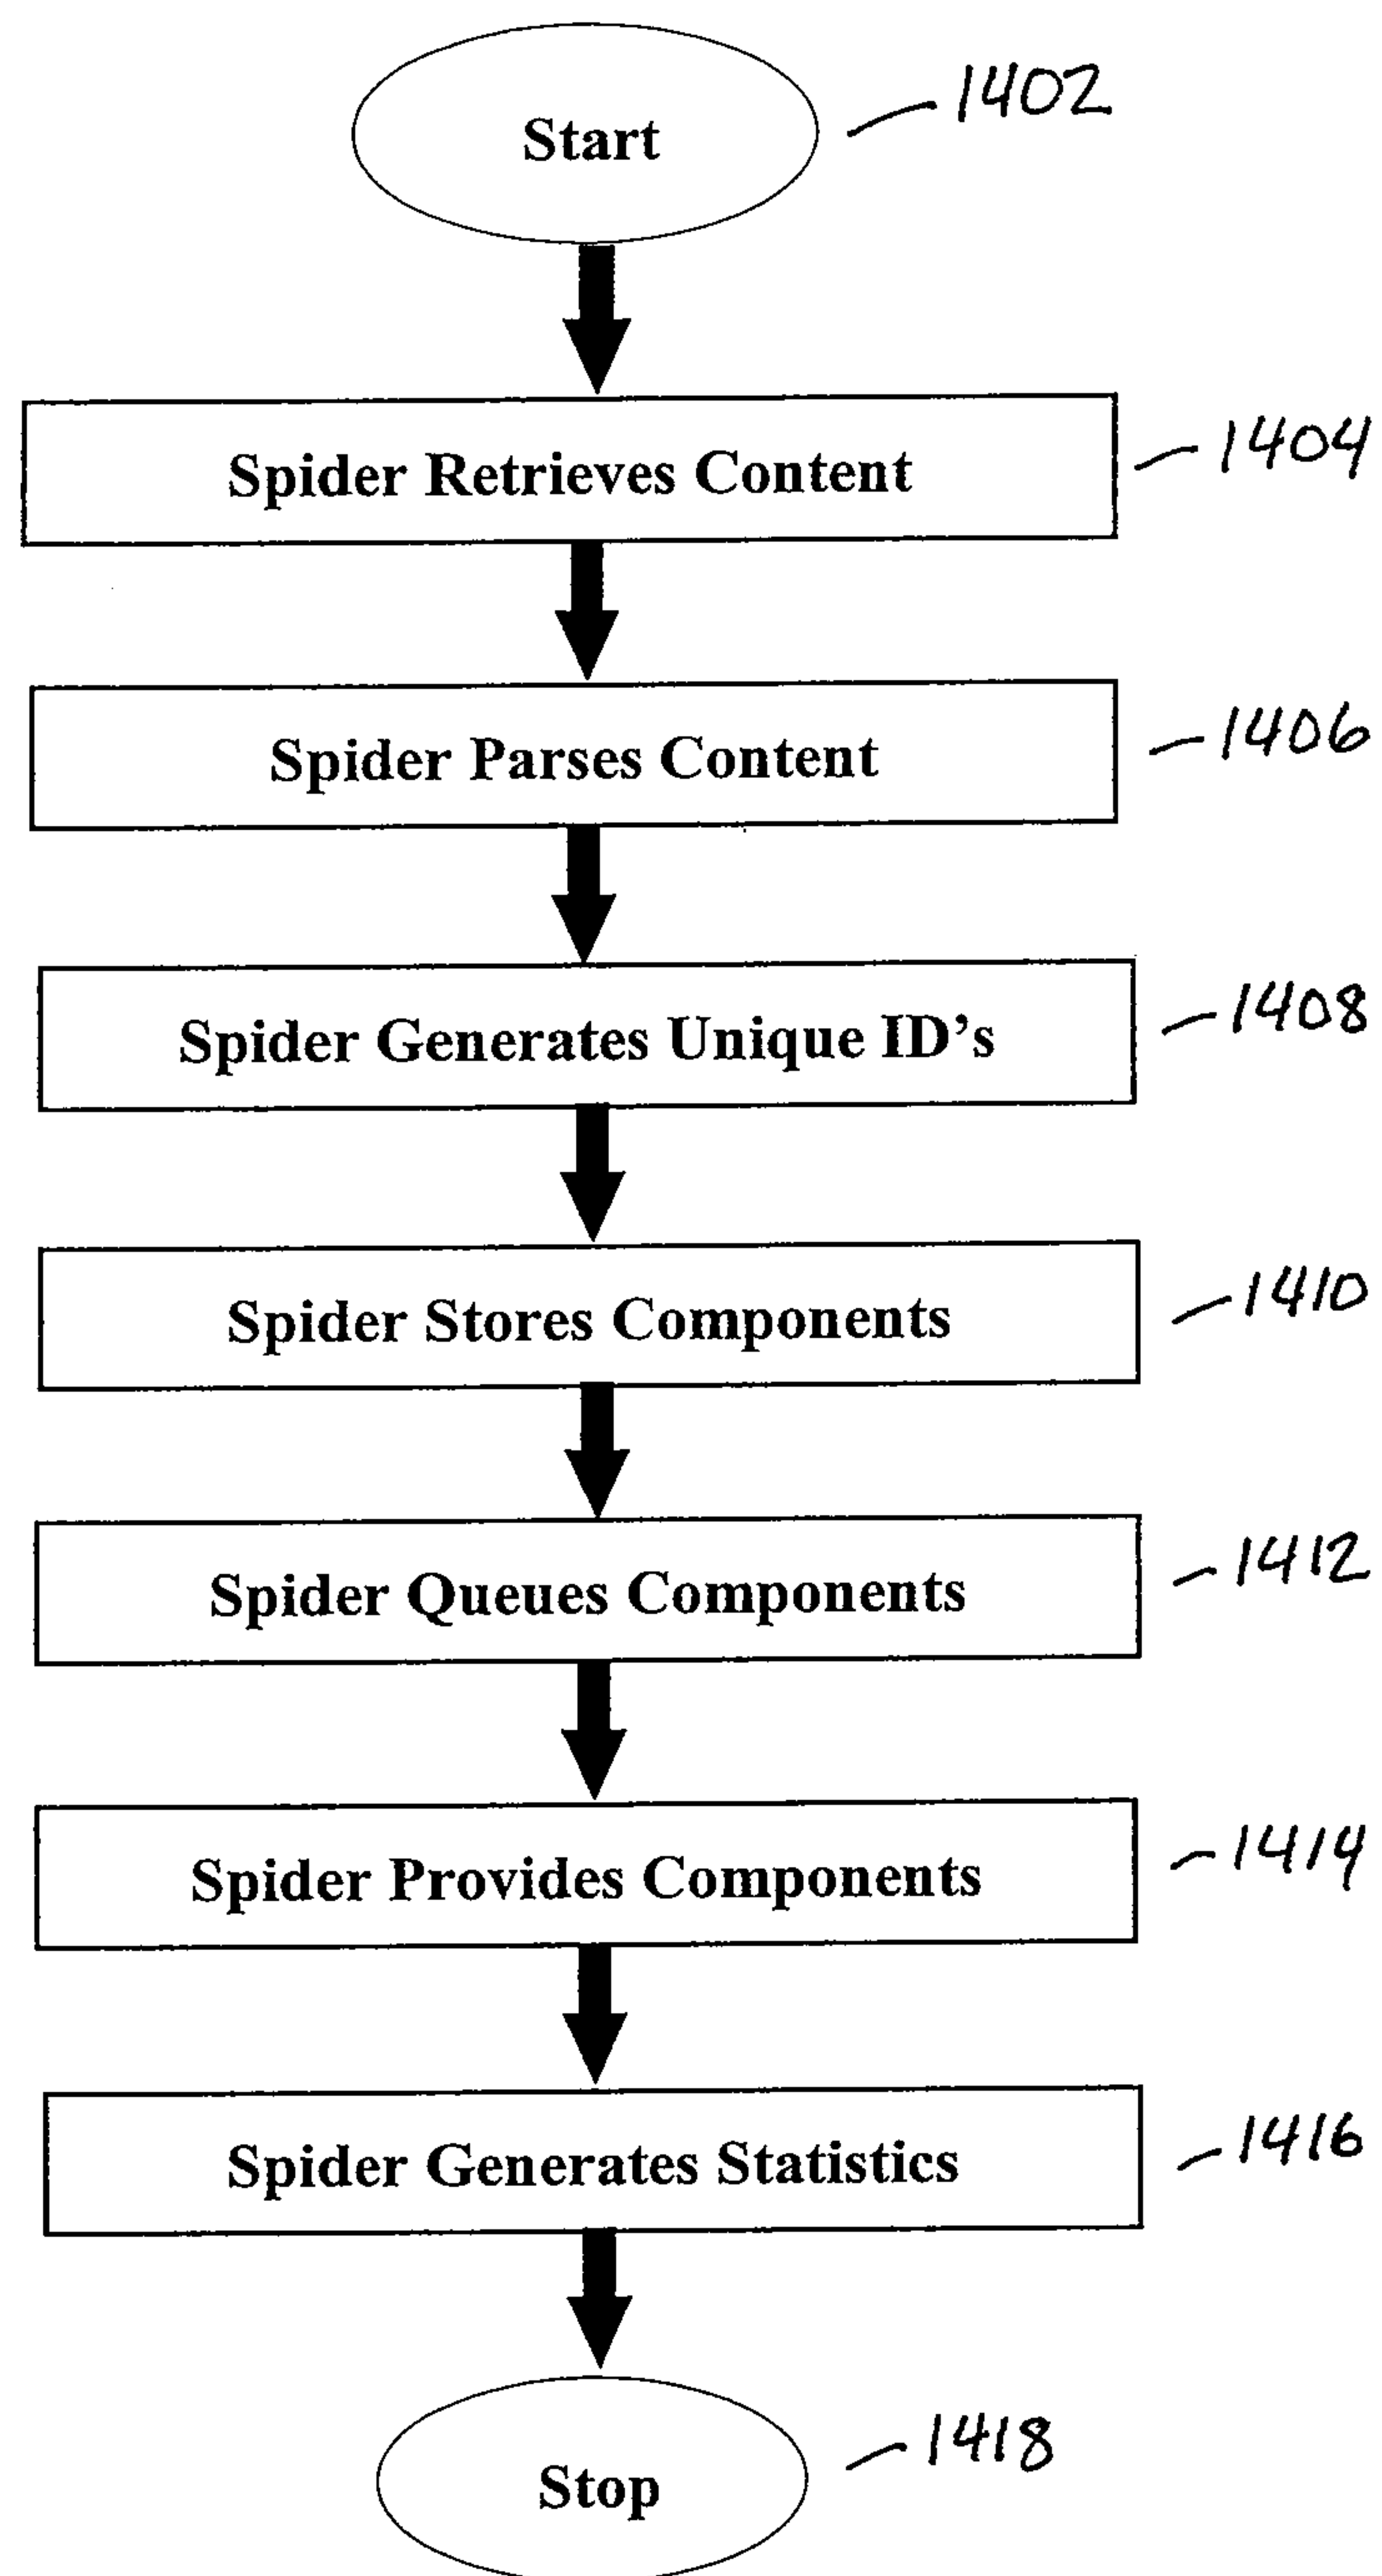 Start
1402
Spider Retrieves Content
1404
Spider Parses Content
1406
Spider Generates Unique ID's
1408
Spider Stores Components
1410
Spider Queues Components
1412
Spider Provides Components
1414
Spider Generates Statistics
1416
Stop
1418